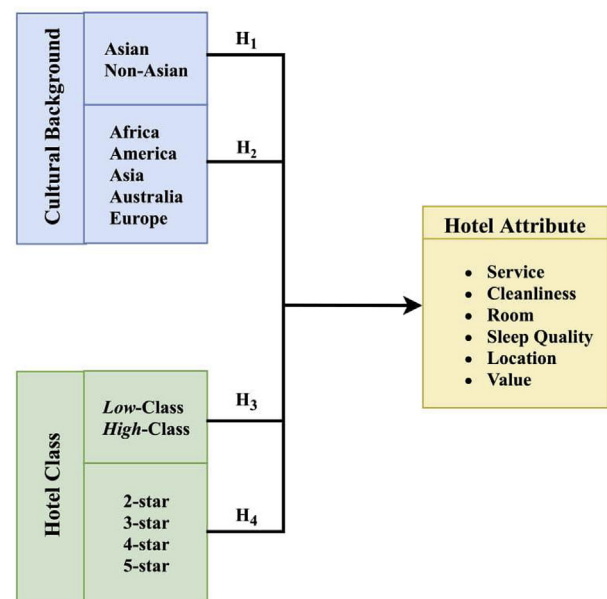 Cultural Background
Asian
Non-Asian
H1
Africa
America
Asia
Australia
Europe
H2
Hotel Class
Low-Class
High-Class
H3
2-star
3-star
4-star
5-star
H4
Hotel Attribute
• Service
• Cleanliness
• Room
• Sleep Quality
• Location
• Value